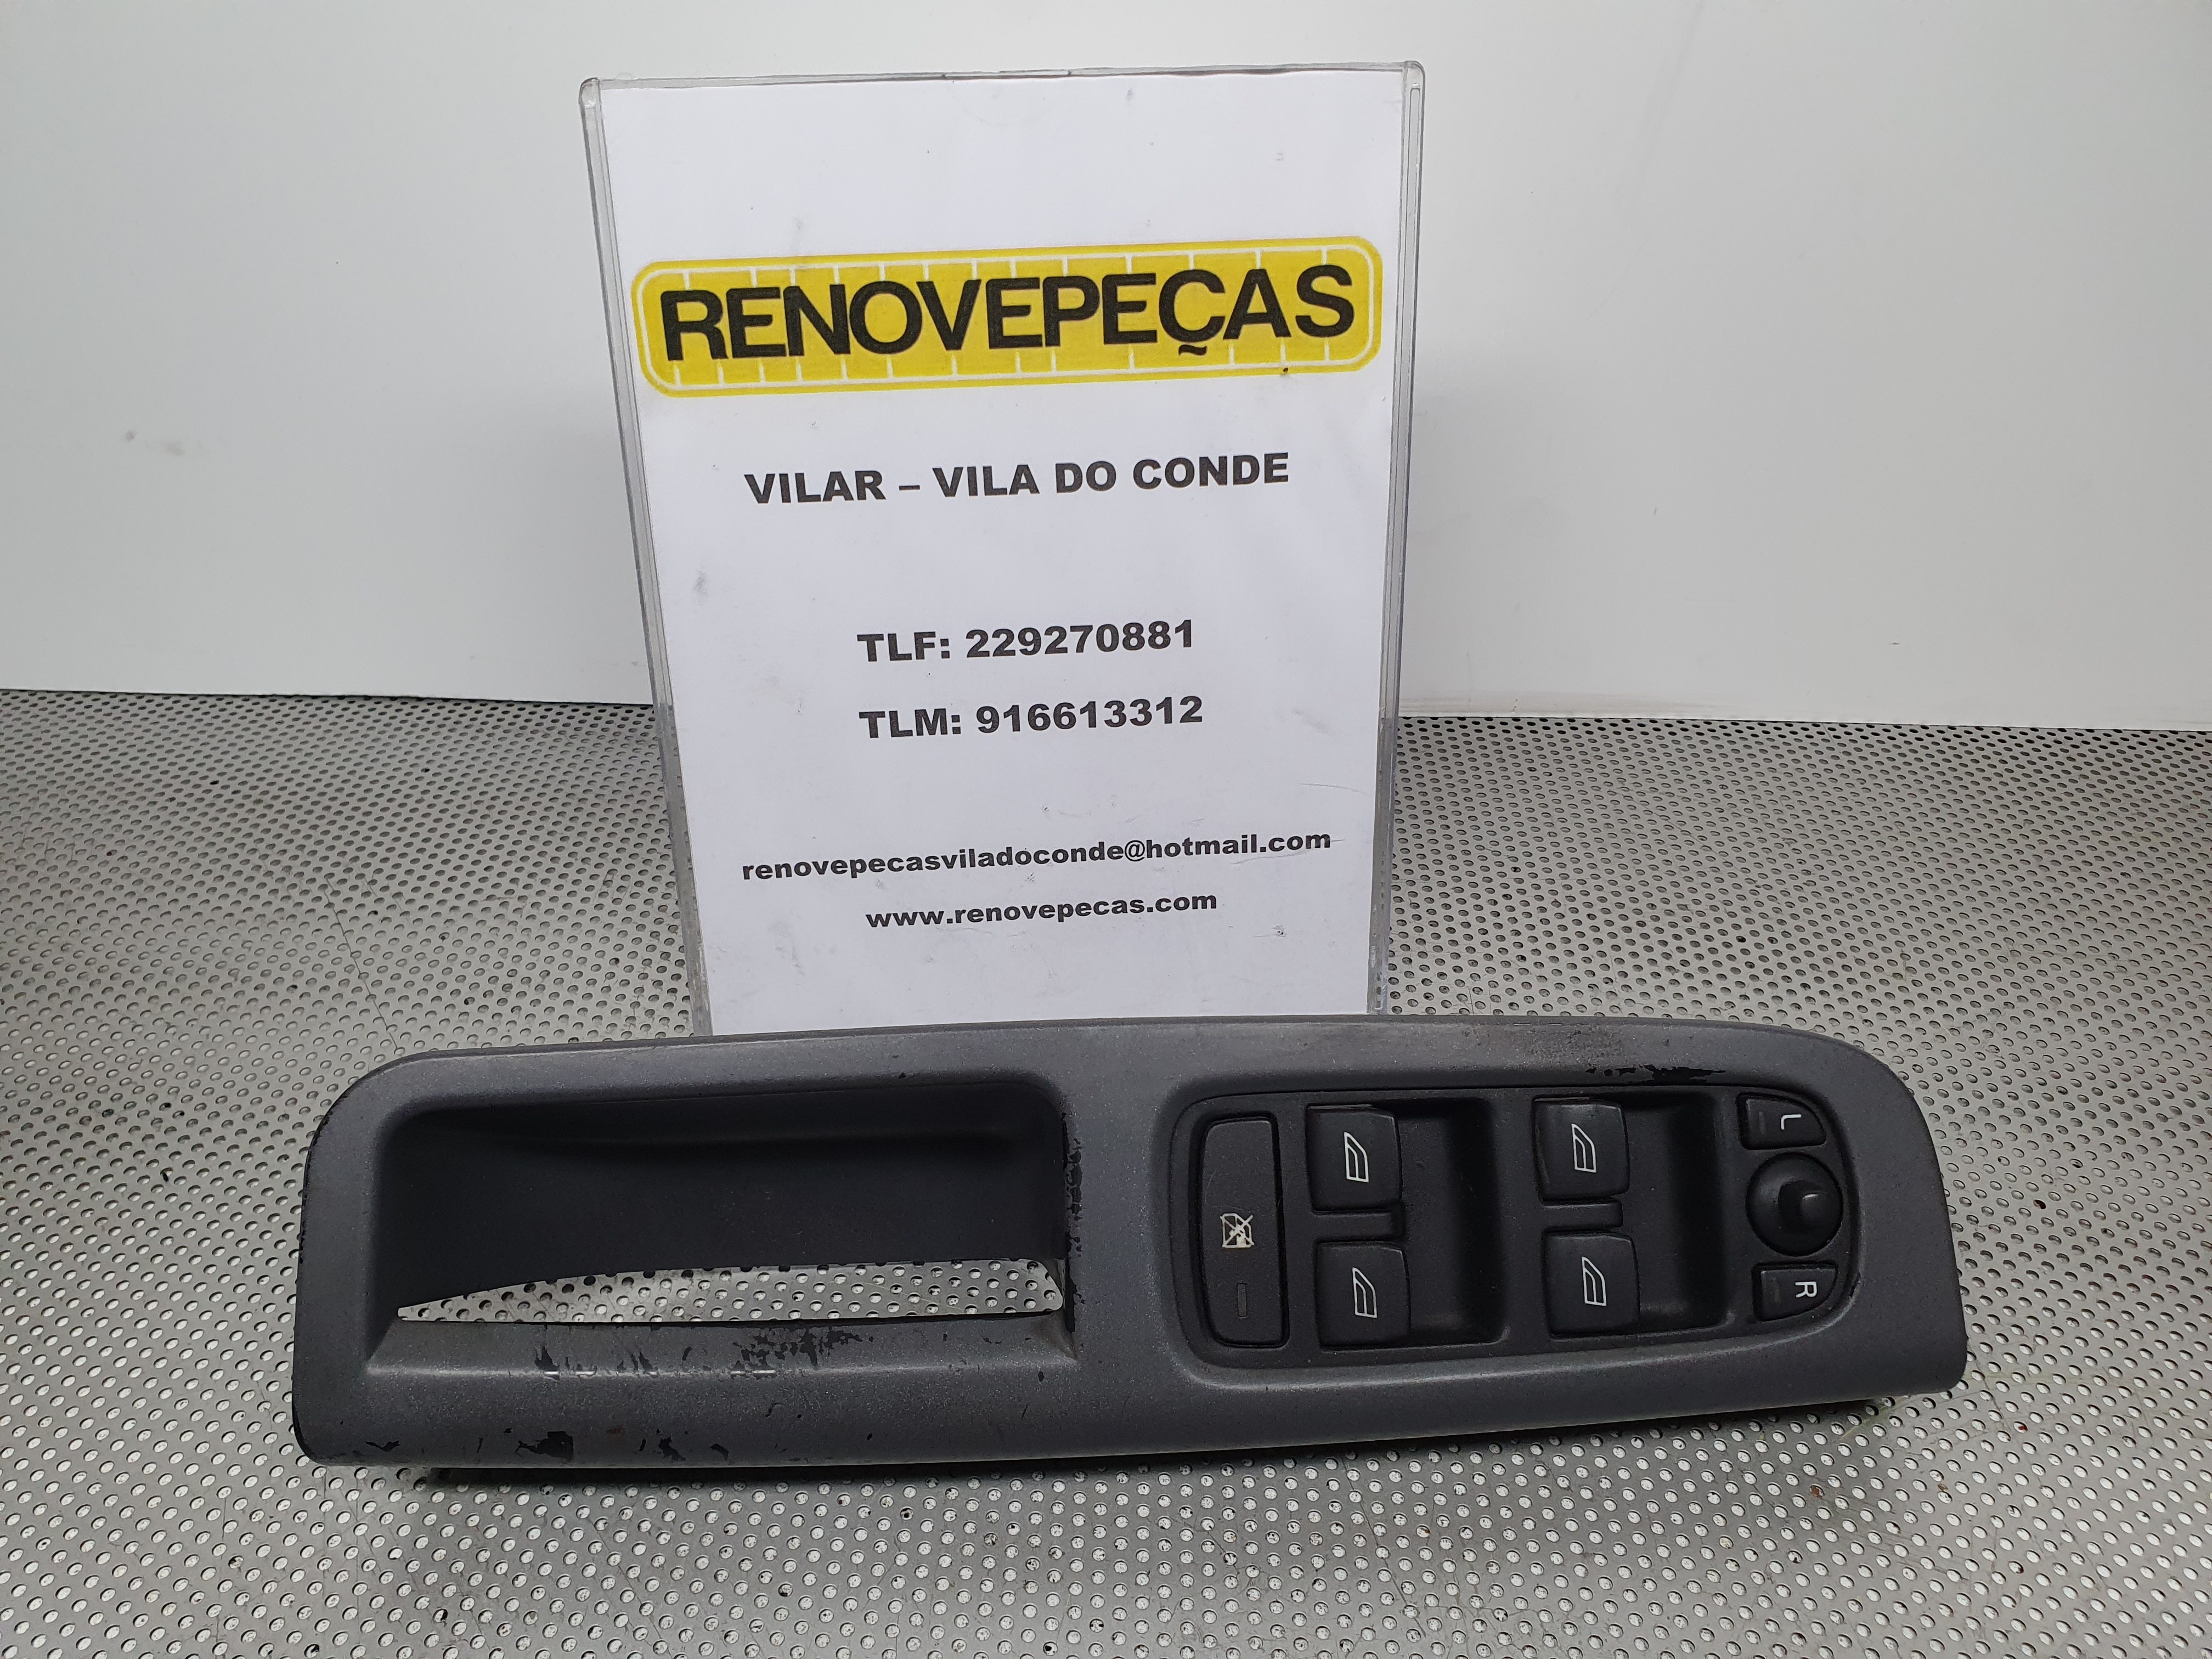 RENOVEPEÇAS
VILAR – VILA DO CONDE
TLF: 229270881
TLM: 916613312
renovepecasviladoconde@hotmail.com
www.renovepecas.com
L
R